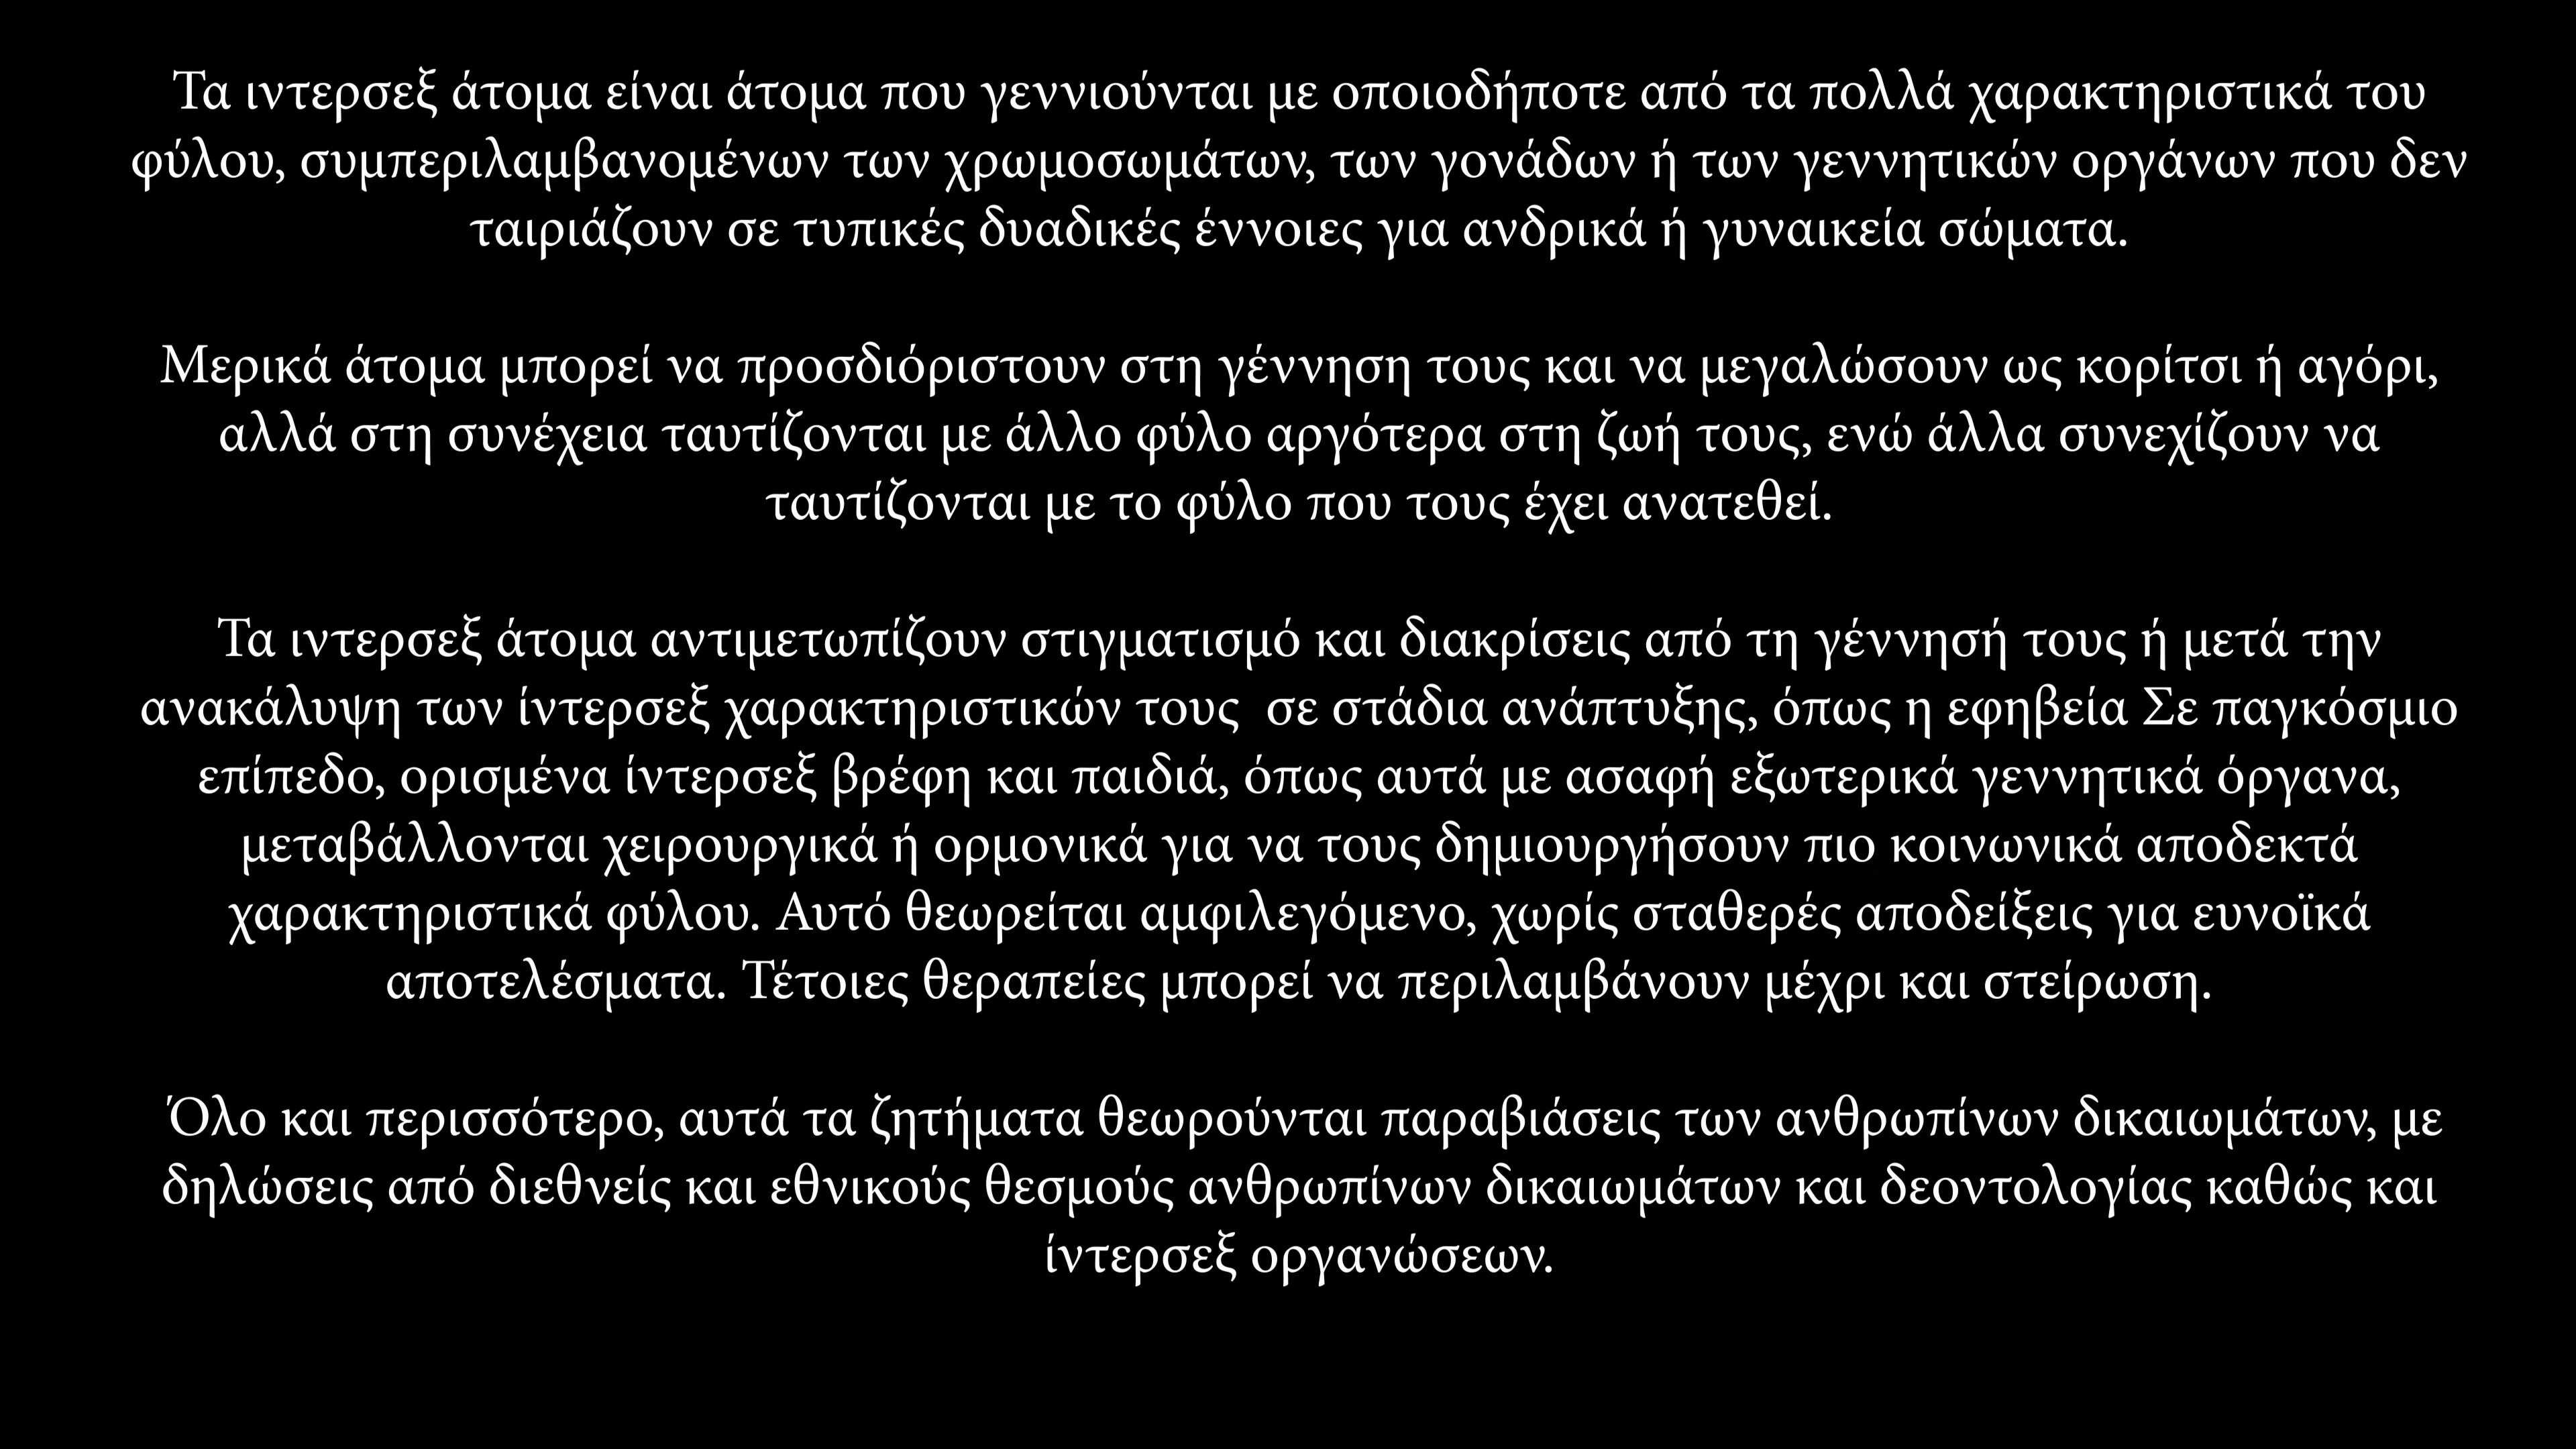 Τα ιντερσεξ άτομα είναι άτομα που γεννιούνται με οποιοδήποτε από τα πολλά χαρακτηριστικά του
φύλου, συμπεριλαμβανομένων των χρωμοσωμάτων, των γονάδων ή των γεννητικών οργάνων που δεν
ταιριάζουν σε τυπικές δυαδικές έννοιες για ανδρικά ή γυναικεία σώματα.
Μερικά άτομα μπορεί να προσδιόριστουν στη γέννηση τους και να μεγαλώσουν ως κορίτσι ή αγόρι,
αλλά στη συνέχεια ταυτίζονται με άλλο φύλο αργότερα στη ζωή τους, ενώ άλλα συνεχίζουν να
ταυτίζονται με το φύλο που τους έχει ανατεθεί.
Τα ιντερσεξ άτομα αντιμετωπίζουν στιγματισμό και διακρίσεις από τη γέννησή τους ή μετά την
ανακάλυψη των ίντερσεξ χαρακτηριστικών τους  σε στάδια ανάπτυξης, όπως η εφηβεία Σε παγκόσμιο
επίπεδο, ορισμένα ίντερσεξ βρέφη και παιδιά, όπως αυτά με ασαφή εξωτερικά γεννητικά όργανα,
μεταβάλλονται χειρουργικά ή ορμονικά για να τους δημιουργήσουν πιο κοινωνικά αποδεκτά
χαρακτηριστικά φύλου. Αυτό θεωρείται αμφιλεγόμενο, χωρίς σταθερές αποδείξεις για ευνοϊκά
αποτελέσματα. Τέτοιες θεραπείες μπορεί να περιλαμβάνουν μέχρι και στείρωση.
Όλο και περισσότερο, αυτά τα ζητήματα θεωρούνται παραβιάσεις των ανθρωπίνων δικαιωμάτων, με
δηλώσεις από διεθνείς και εθνικούς θεσμούς ανθρωπίνων δικαιωμάτων και δεοντολογίας καθώς και
ίντερσεξ οργανώσεων.